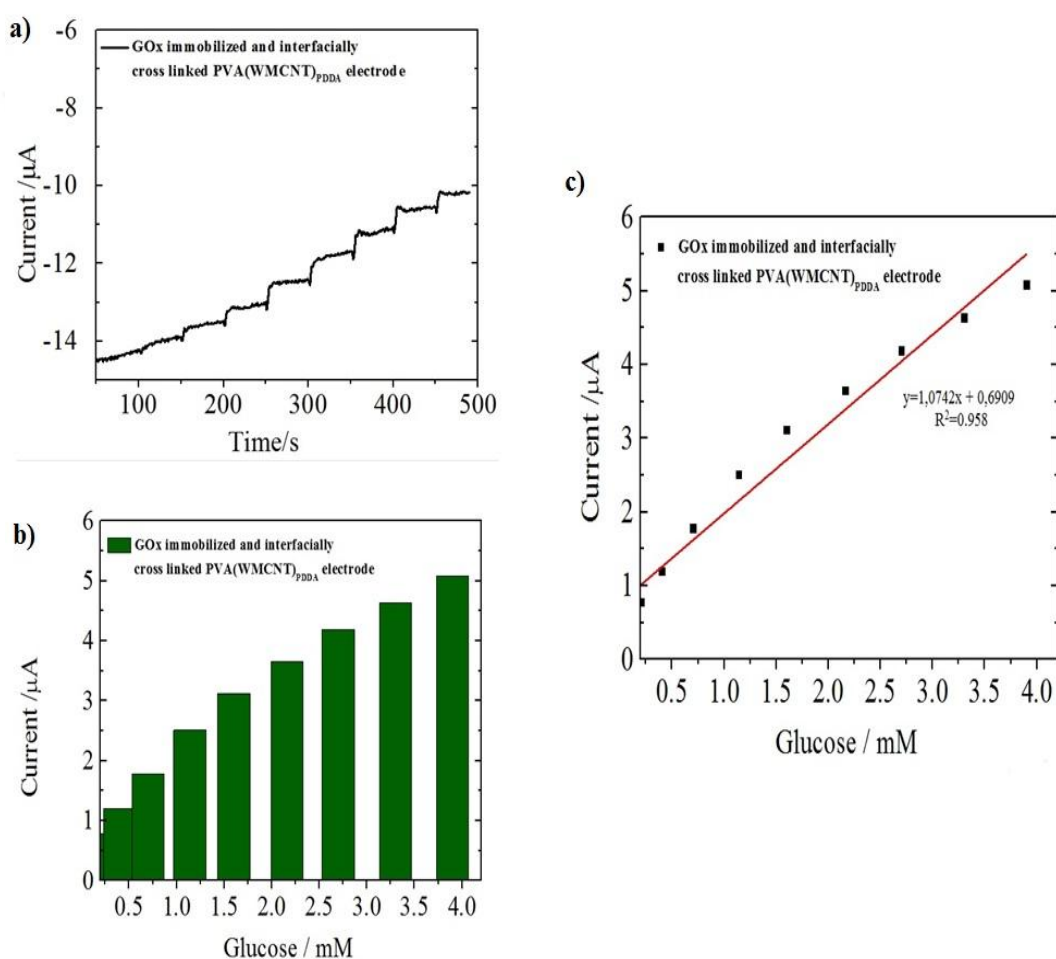 a)
-6
-8
-10
-12
-14
Current /µA
GOx immobilized and interfacially
cross linked PVA(WMCNT)PDDA electrode
100 200 300 400 500
Time/s
b)
6
5
4
3
2
1
0
Current /µA
GOx immobilized and interfacially
cross linked PVA(WMCNT)PDDA electrode
0.5 1.0 1.5 2.0 2.5 3.0 3.5 4.0
Glucose / mM
c)
6
5
4
3
2
1
0
Current /µA
GOx immobilized and interfacially
cross linked PVA(WMCNT)PDDA electrode
y=1,0742x + 0,6909
R²=0.958
0.5 1.0 1.5 2.0 2.5 3.0 3.5 4.0
Glucose / mM